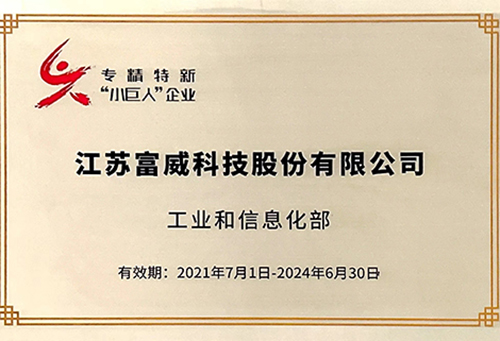 专精特新
“小巨人”企业
江苏富威科技股份有限公司
工业和信息化部
有效期：2021年7月1日-2024年6月30日